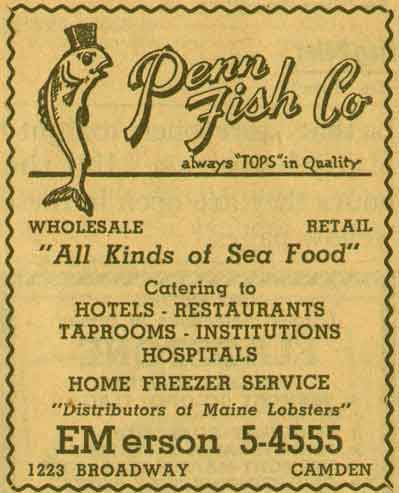 Penn
Fish Co
always "TOPS" in Quality
WHOLESALE RETAIL
"All Kinds of Sea Food"
Catering to
HOTELS - RESTAURANTS
TAPROOMS - INSTITUTIONS
HOSPITALS
HOME FREEZER SERVICE
"Distributors of Maine Lobsters"
EMerson 5-4555
1223 BROADWAY CAMDEN